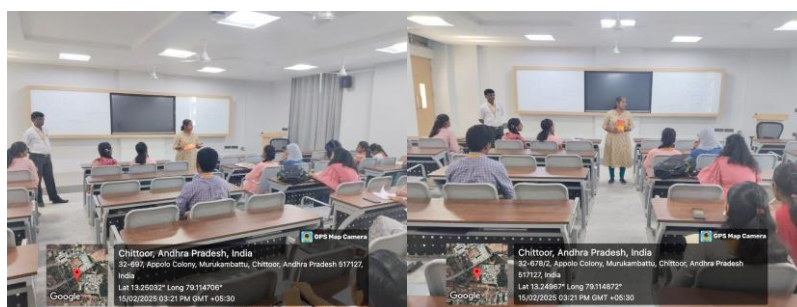 GPS Map Camera
Chittoor, Andhra Pradesh, India
32-697, Appolo Colony, Murukambattu, Chittoor, Andhra Pradesh 517127,
India
Lat 13.25032° Long 79.114706°
15/02/2025 03:21 PM GMT +05:30
Google
GPS Map Camera
Chittoor, Andhra Pradesh, India
32-678/2, Appolo Colony, Murukambattu, Chittoor, Andhra Pradesh
517127, India
Lat 13.24967° Long 79.114872°
15/02/2025 03:21 PM GMT +05:30
Google